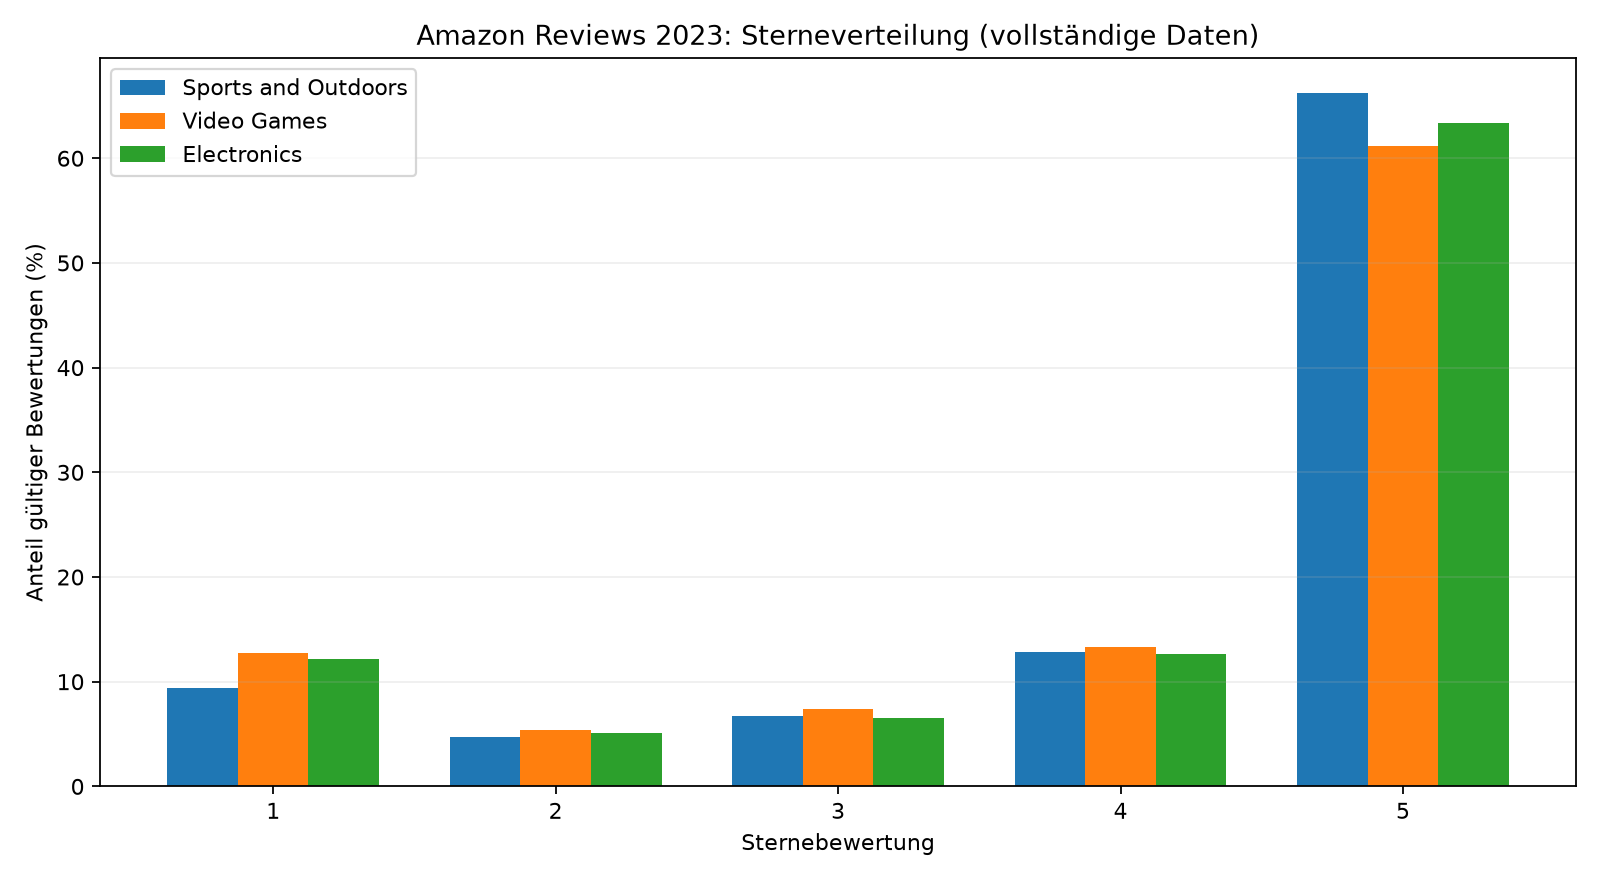 Amazon Reviews 2023: Sterneverteilung (vollständige Daten)
Sports and Outdoors
Video Games
Electronics
Anteil gültiger Bewertungen (%)
60
50
40
30
20
10
0
1 2 3 4 5
Sternebewertung